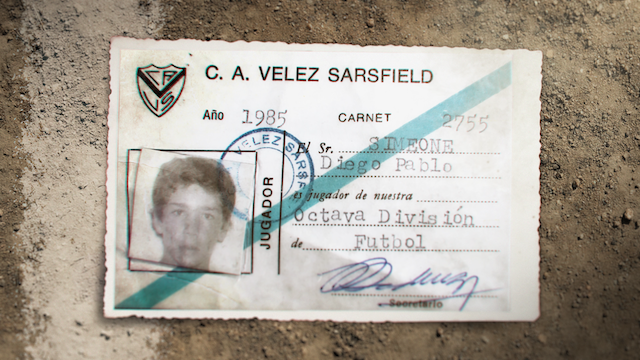 C. A. VELEZ SARSFIELD
CAVS
Año 1985 CARNET 2755
VELEZ SARSF
JUGADOR
El Sr. SIMEONE
Diego Pablo
es jugador de nuestra
Octava División
de Futbol
Secretario